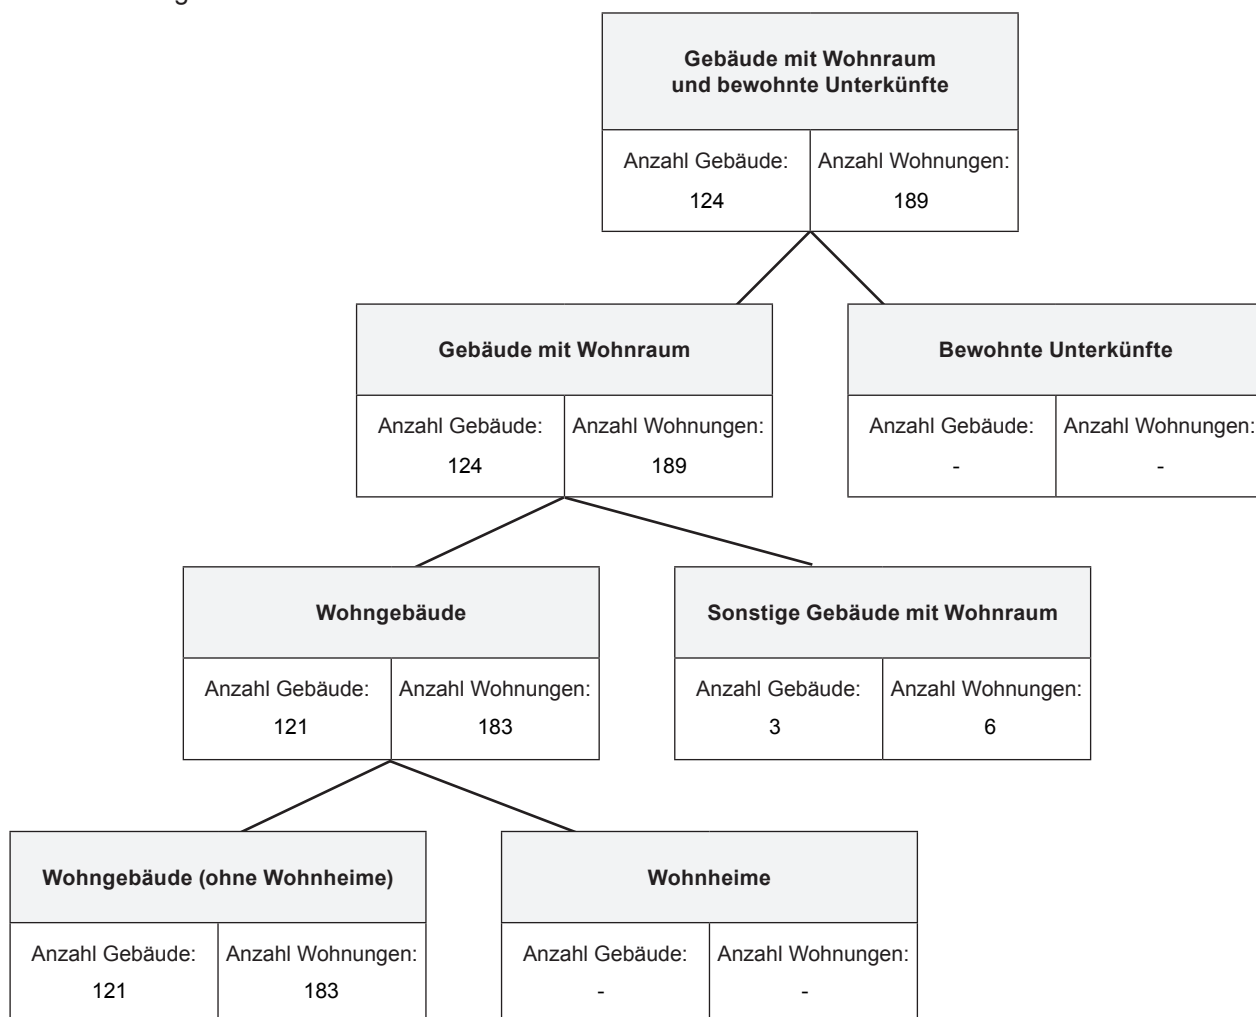 Gebäude mit Wohnraum
und bewohnte Unterkünfte
Anzahl Gebäude: Anzahl Wohnungen:
124 189
Gebäude mit Wohnraum
Anzahl Gebäude: Anzahl Wohnungen:
124 189
Bewohnte Unterkünfte
Anzahl Gebäude: Anzahl Wohnungen:
- -
Wohngebäude
Anzahl Gebäude: Anzahl Wohnungen:
121 183
Sonstige Gebäude mit Wohnraum
Anzahl Gebäude: Anzahl Wohnungen:
3 6
Wohngebäude (ohne Wohnheime)
Anzahl Gebäude: Anzahl Wohnungen:
121 183
Wohnheime
Anzahl Gebäude: Anzahl Wohnungen:
- -